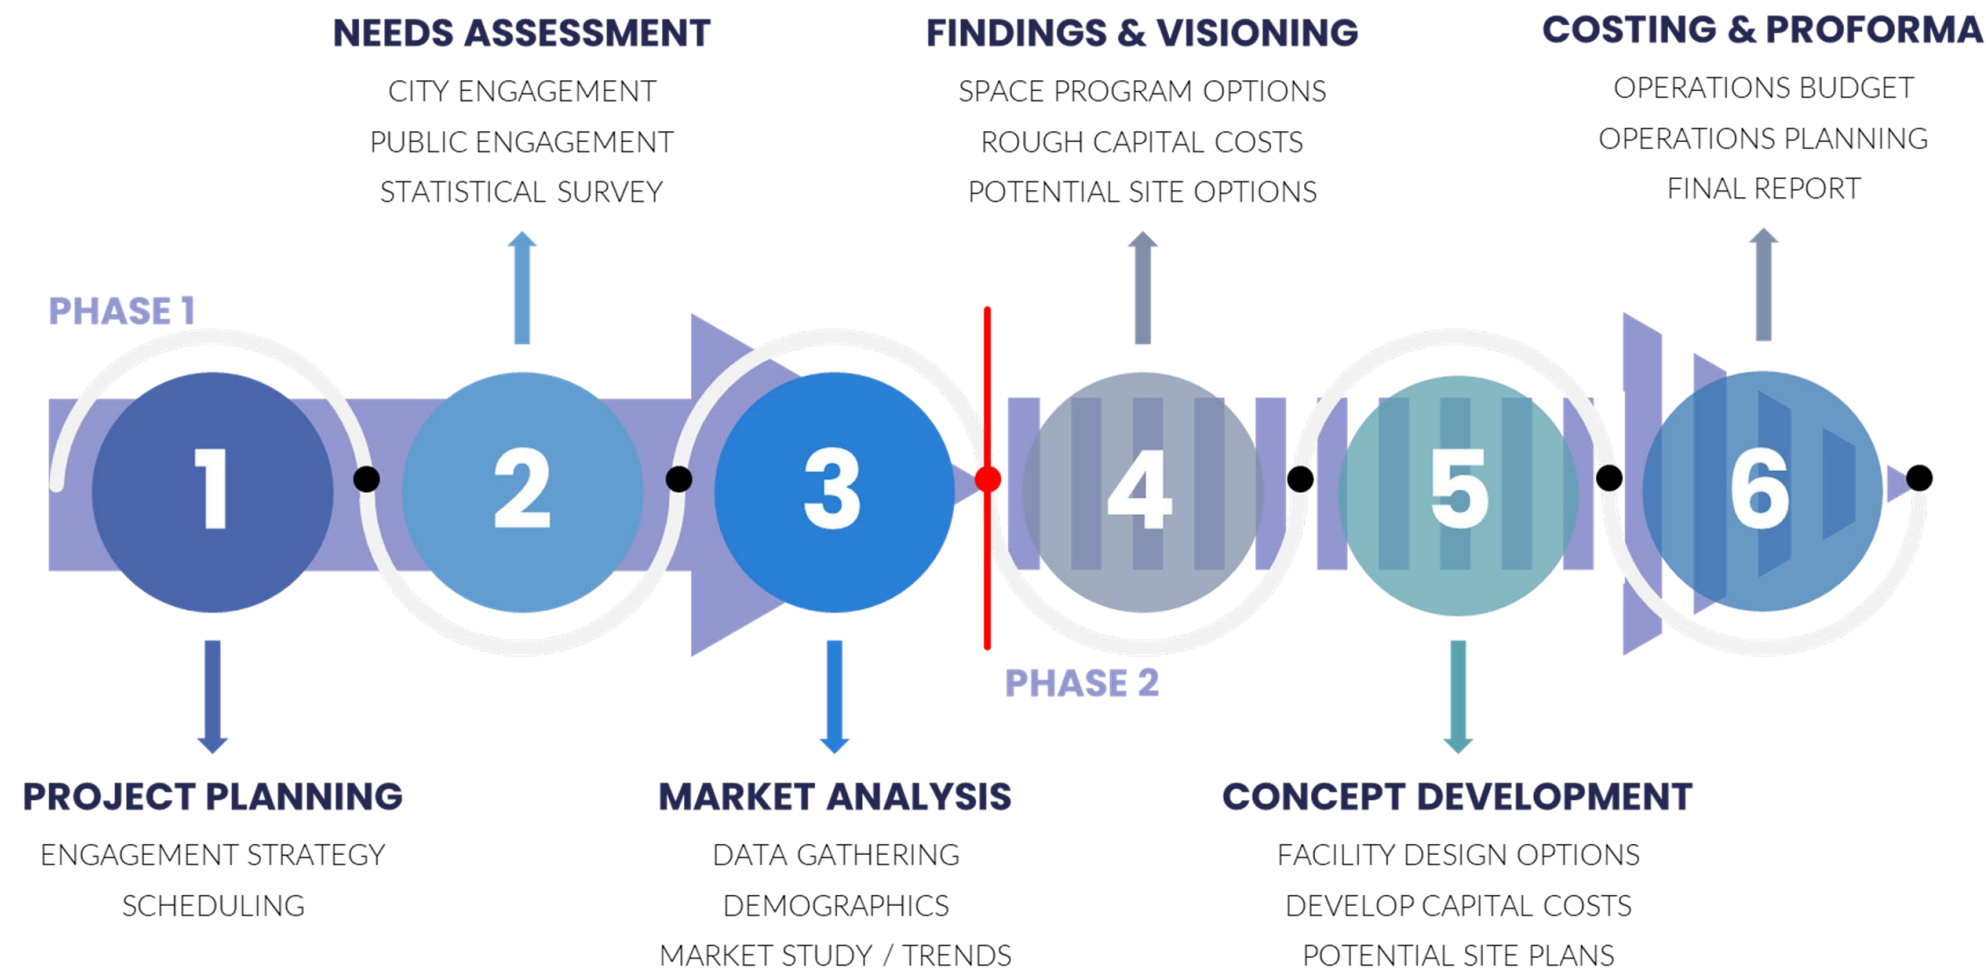 NEEDS ASSESSMENT
CITY ENGAGEMENT
PUBLIC ENGAGEMENT
STATISTICAL SURVEY
FINDINGS & VISIONING
SPACE PROGRAM OPTIONS
ROUGH CAPITAL COSTS
POTENTIAL SITE OPTIONS
COSTING & PROFORMA
OPERATIONS BUDGET
OPERATIONS PLANNING
FINAL REPORT
PHASE 1
1
2
3
4
5
6
PHASE 2
PROJECT PLANNING
ENGAGEMENT STRATEGY
SCHEDULING
MARKET ANALYSIS
DATA GATHERING
DEMOGRAPHICS
MARKET STUDY / TRENDS
CONCEPT DEVELOPMENT
FACILITY DESIGN OPTIONS
DEVELOP CAPITAL COSTS
POTENTIAL SITE PLANS